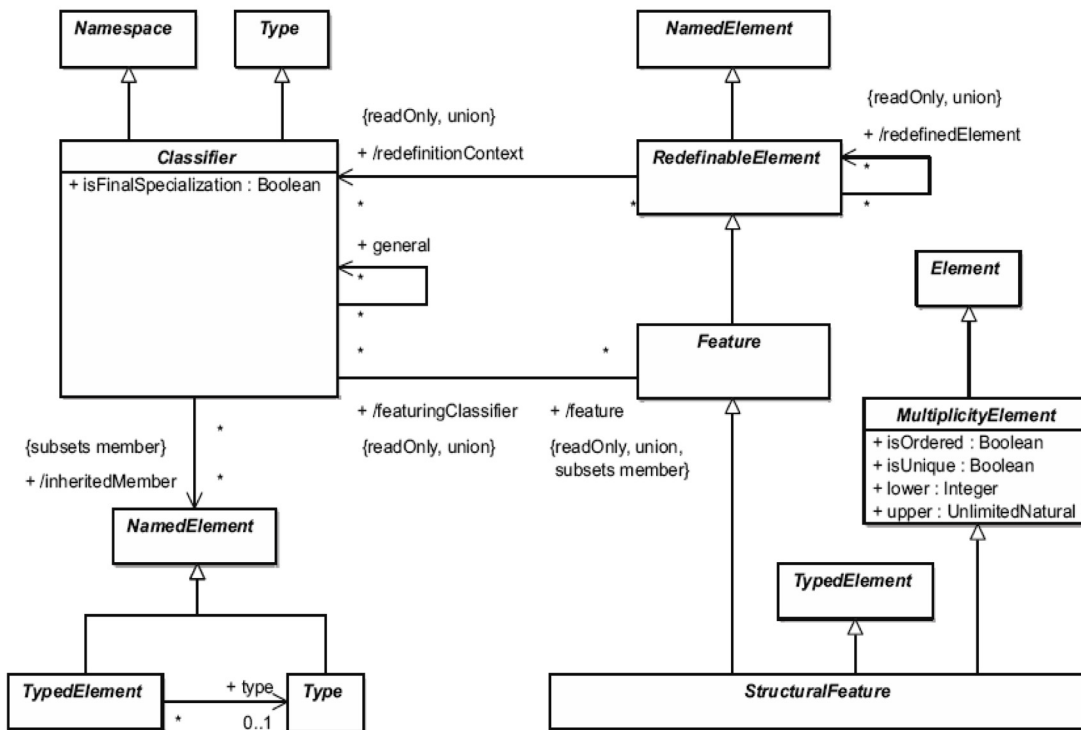 Namespace
Type
NamedElement
{readOnly, union}
+ /redefinitionContext
{readOnly, union}
+ /redefinedElement
Classifier
+ isFinalSpecialization : Boolean
RedefinableElement
*
*
*
*
+ general
*
*
Element
*
*
Feature
+ /featuringClassifier
+ /feature
{readOnly, union}
{readOnly, union,
subsets member}
MultiplicityElement
+ isOrdered : Boolean
+ isUnique : Boolean
+ lower : Integer
+ upper : UnlimitedNatural
*
{subsets member}
+ /inheritedMember
*
NamedElement
TypedElement
TypedElement
+ type
*
0..1
Type
StructuralFeature